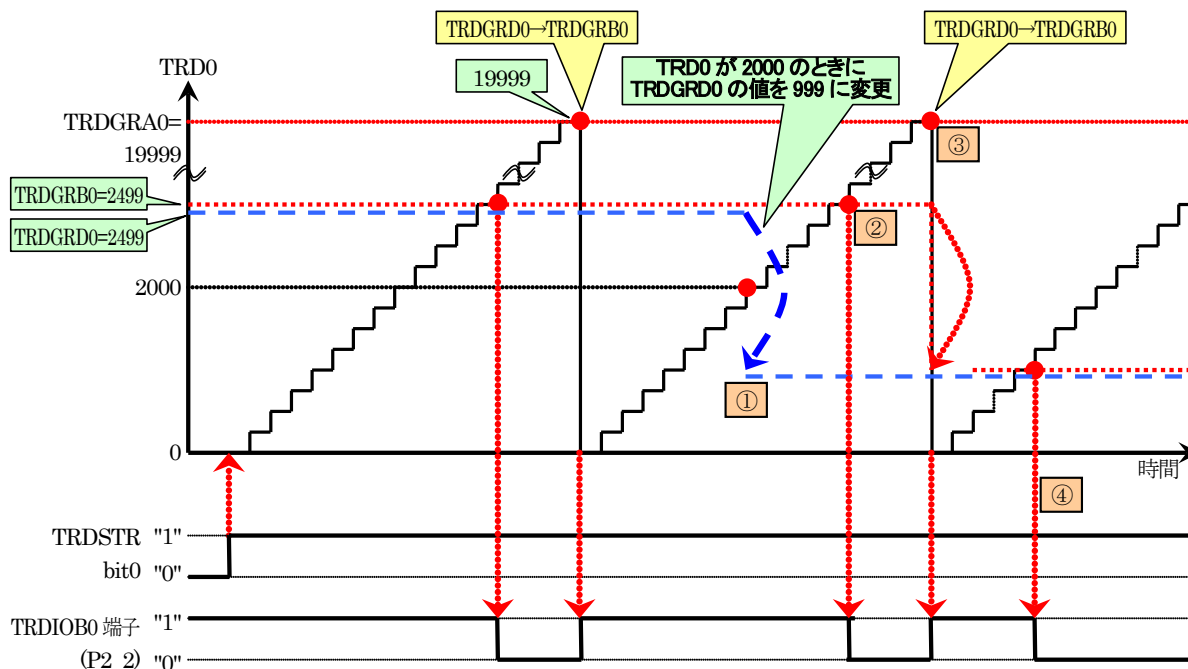 TRDGRD0→TRDGRB0
TRDGRD0→TRDGRB0
TRD0
19999
TRD0 が 2000 のときに
TRDGRD0 の値を 999 に変更
TRDGRA0=
19999
③
TRDGRB0=2499
TRDGRD0=2499
②
2000
①
0
時間
④
TRDSTR "1"
bit0 "0"
TRDIOB0 端子 "1"
(P2_2) "0"